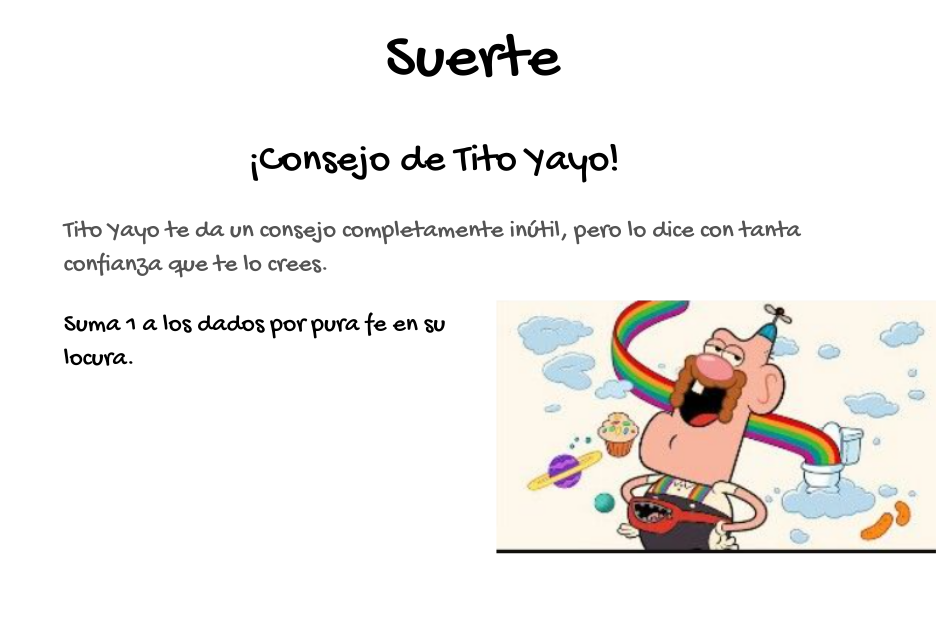 Suerte
¡Consejo de Tito Yayo!
Tito Yayo te da un consejo completamente inútil, pero lo dice con tanta
confianza que te lo crees.
Suma 1 a los dados por pura fe en su
locura.